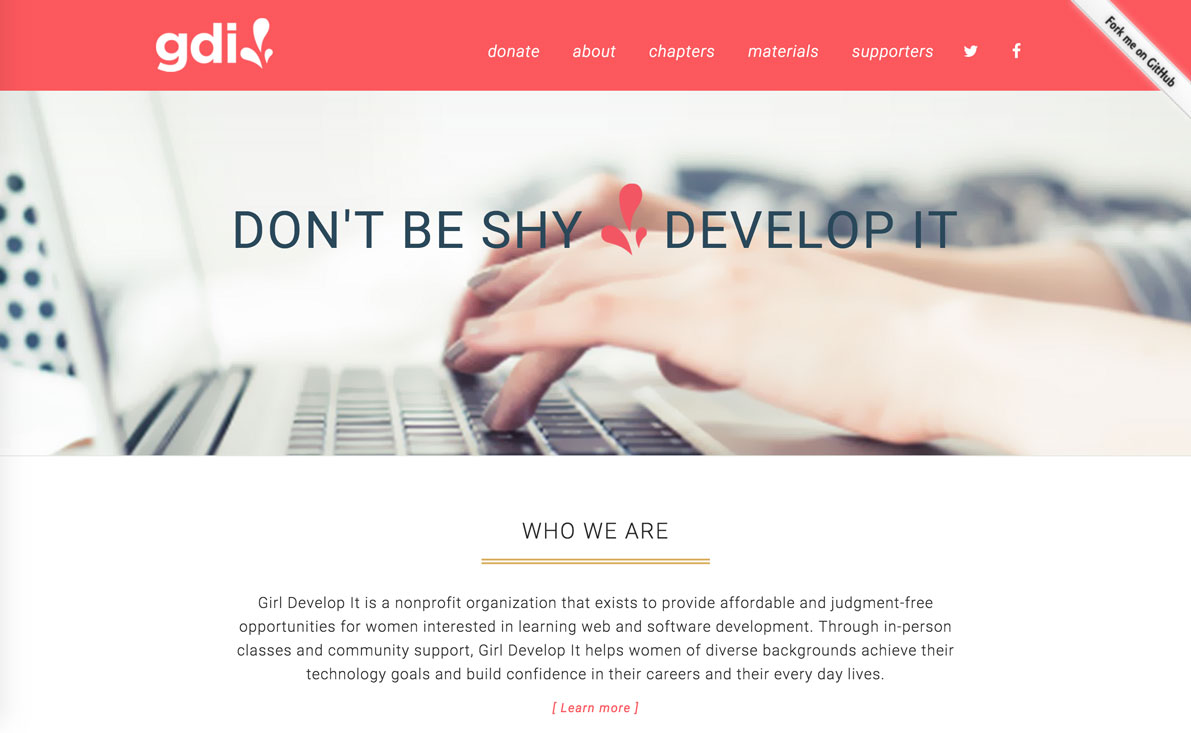 gdi
donate about chapters materials supporters
Fork me on GitHub
DON'T BE SHY DEVELOP IT
WHO WE ARE
Girl Develop It is a nonprofit organization that exists to provide affordable and judgment-free
opportunities for women interested in learning web and software development. Through in-person
classes and community support, Girl Develop It helps women of diverse backgrounds achieve their
technology goals and build confidence in their careers and their every day lives.
[ Learn more ]